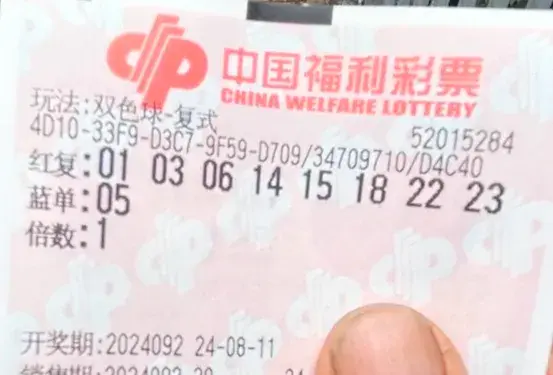 中国福利彩票
CHINA WELFARE LOTTERY
玩法:双色球-复式
52015284
4D10-33F9-D3C7-9F59-D709/34709710/D4C40
红复:01 03 06 14 15 18 22 23
蓝单:05
倍数:1
开奖期:2024092 24-08-11